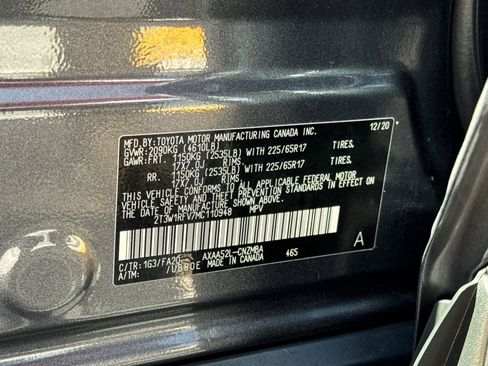 MFD.BY:TOYOTA MOTOR MANUFACTURING CANADA INC. 12/20
GVWR:2090KG (4610LB)
GAWR:FRT. 1150KG (2535LB) WITH 225/65R17 TIRES,
17X7.0J RIMS
RR. 1150KG (2535LB) WITH 225/65R17 TIRES,
17X7.0J RIMS
THIS VEHICLE CONFORMS TO ALL APPLICABLE FEDERAL MOTOR
VEHICLE SAFETY AND BUMPER STANDARDS IN EFFECT ON THE
DATE OF MANUFACTURE SHOWN ABOVE.
2T3W1RFV7MC110948 MPV
C/TR: 1G3/FA20 AXAA52L-CNZMBA 465 A
A/TM: /UB80E MADE IN CANADA